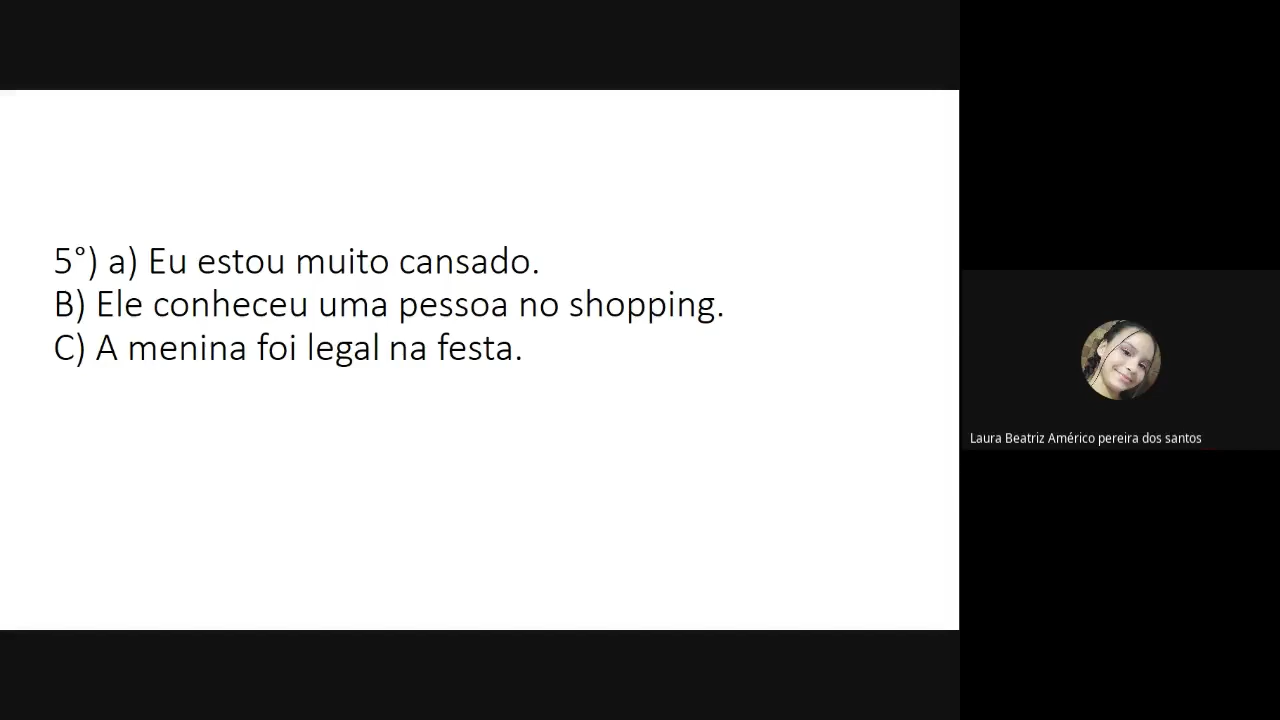 5°) a) Eu estou muito cansado.
B) Ele conheceu uma pessoa no shopping.
C) A menina foi legal na festa.
Laura Beatriz Américo pereira dos santos